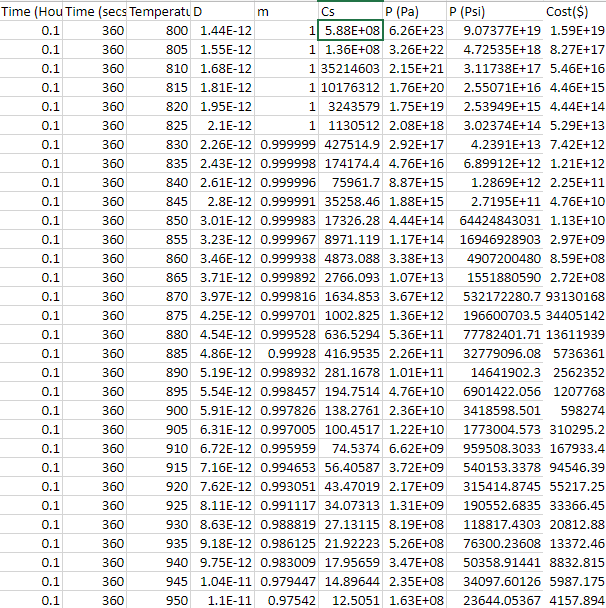 Time (Hou Time (secs Temperatu D m Cs P (Pa) P (Psi) Cost($)
0.1 360 800 1.44E-12 1 5.88E+08 6.26E+23 9.07377E+19 1.59E+19
0.1 360 805 1.55E-12 1 1.36E+08 3.26E+22 4.72535E+18 8.27E+17
0.1 360 810 1.68E-12 1 35214603 2.15E+21 3.11738E+17 5.46E+16
0.1 360 815 1.81E-12 1 10176312 1.76E+20 2.55071E+16 4.46E+15
0.1 360 820 1.95E-12 1 3243579 1.75E+19 2.53949E+15 4.44E+14
0.1 360 825 2.1E-12 1 1130512 2.08E+18 3.02374E+14 5.29E+13
0.1 360 830 2.26E-12 0.999999 427514.9 2.92E+17 4.2391E+13 7.42E+12
0.1 360 835 2.43E-12 0.999998 174174.4 4.76E+16 6.89912E+12 1.21E+12
0.1 360 840 2.61E-12 0.999996 75961.7 8.87E+15 1.2869E+12 2.25E+11
0.1 360 845 2.8E-12 0.999991 35258.46 1.88E+15 2.7195E+11 4.76E+10
0.1 360 850 3.01E-12 0.999983 17326.28 4.44E+14 64424843031 1.13E+10
0.1 360 855 3.23E-12 0.999967 8971.119 1.17E+14 16946928903 2.97E+09
0.1 360 860 3.46E-12 0.999938 4873.088 3.38E+13 4907200480 8.59E+08
0.1 360 865 3.71E-12 0.999892 2766.093 1.07E+13 1551880590 2.72E+08
0.1 360 870 3.97E-12 0.999816 1634.853 3.67E+12 532172280.7 93130168
0.1 360 875 4.25E-12 0.999701 1002.825 1.36E+12 196600703.5 34405142
0.1 360 880 4.54E-12 0.999528 636.5294 5.36E+11 77782401.71 13611939
0.1 360 885 4.86E-12 0.99928 416.9535 2.26E+11 32779096.08 5736361
0.1 360 890 5.19E-12 0.998932 281.1678 1.01E+11 14641902.3 2562352
0.1 360 895 5.54E-12 0.998457 194.7514 4.76E+10 6901422.056 1207768
0.1 360 900 5.91E-12 0.997826 138.2761 2.36E+10 3418598.501 598274
0.1 360 905 6.31E-12 0.997005 100.4517 1.22E+10 1773004.573 310295.2
0.1 360 910 6.72E-12 0.995959 74.5374 6.62E+09 959508.3033 167933.4
0.1 360 915 7.16E-12 0.994653 56.40587 3.72E+09 540153.3378 94546.39
0.1 360 920 7.62E-12 0.993051 43.47019 2.17E+09 315414.8745 55217.25
0.1 360 925 8.11E-12 0.991117 34.07313 1.31E+09 190552.6835 33366.45
0.1 360 930 8.63E-12 0.988819 27.13115 8.19E+08 118817.4303 20812.88
0.1 360 935 9.18E-12 0.986125 21.92223 5.26E+08 76300.23608 13372.46
0.1 360 940 9.75E-12 0.983009 17.95659 3.47E+08 50358.91441 8832.815
0.1 360 945 1.04E-11 0.979447 14.89644 2.35E+08 34097.60126 5987.175
0.1 360 950 1.1E-11 0.97542 12.5051 1.63E+08 23644.05367 4157.894